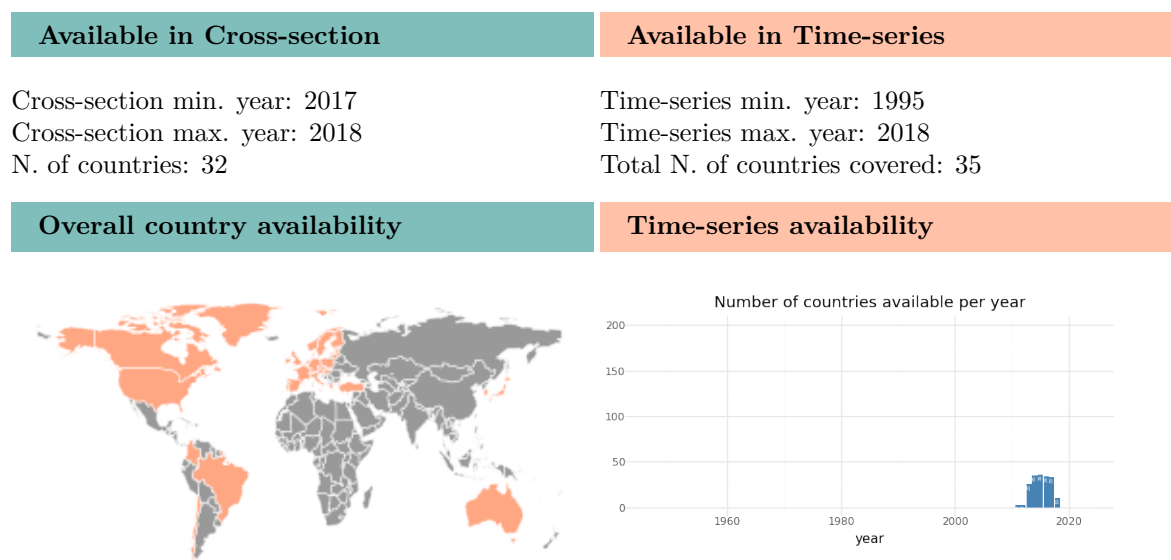 Available in Cross-section
Cross-section min. year: 2017
Cross-section max. year: 2018
N. of countries: 32
Available in Time-series
Time-series min. year: 1995
Time-series max. year: 2018
Total N. of countries covered: 35
Overall country availability
Time-series availability
Number of countries available per year
200
150
100
50
0
1960 1980 2000 2020
year